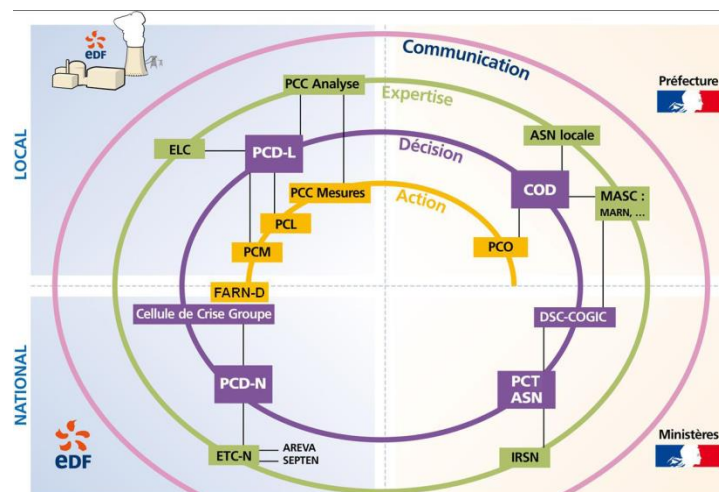 eDF
Communication
PCC Analyse
Expertise
Préfecture
LOCAL
ELC
PCD-L
Décision
ASN locale
PCC Mesures
Action
COD
MASC :
MARN, ...
PCL
PCM
PCO
FARN-D
Cellule de Crise Groupe
DSC-COGIC
NATIONAL
PCD-N
PCT
ASN
eDF
ETC-N
AREVA
SEPTEN
IRSN
Ministères